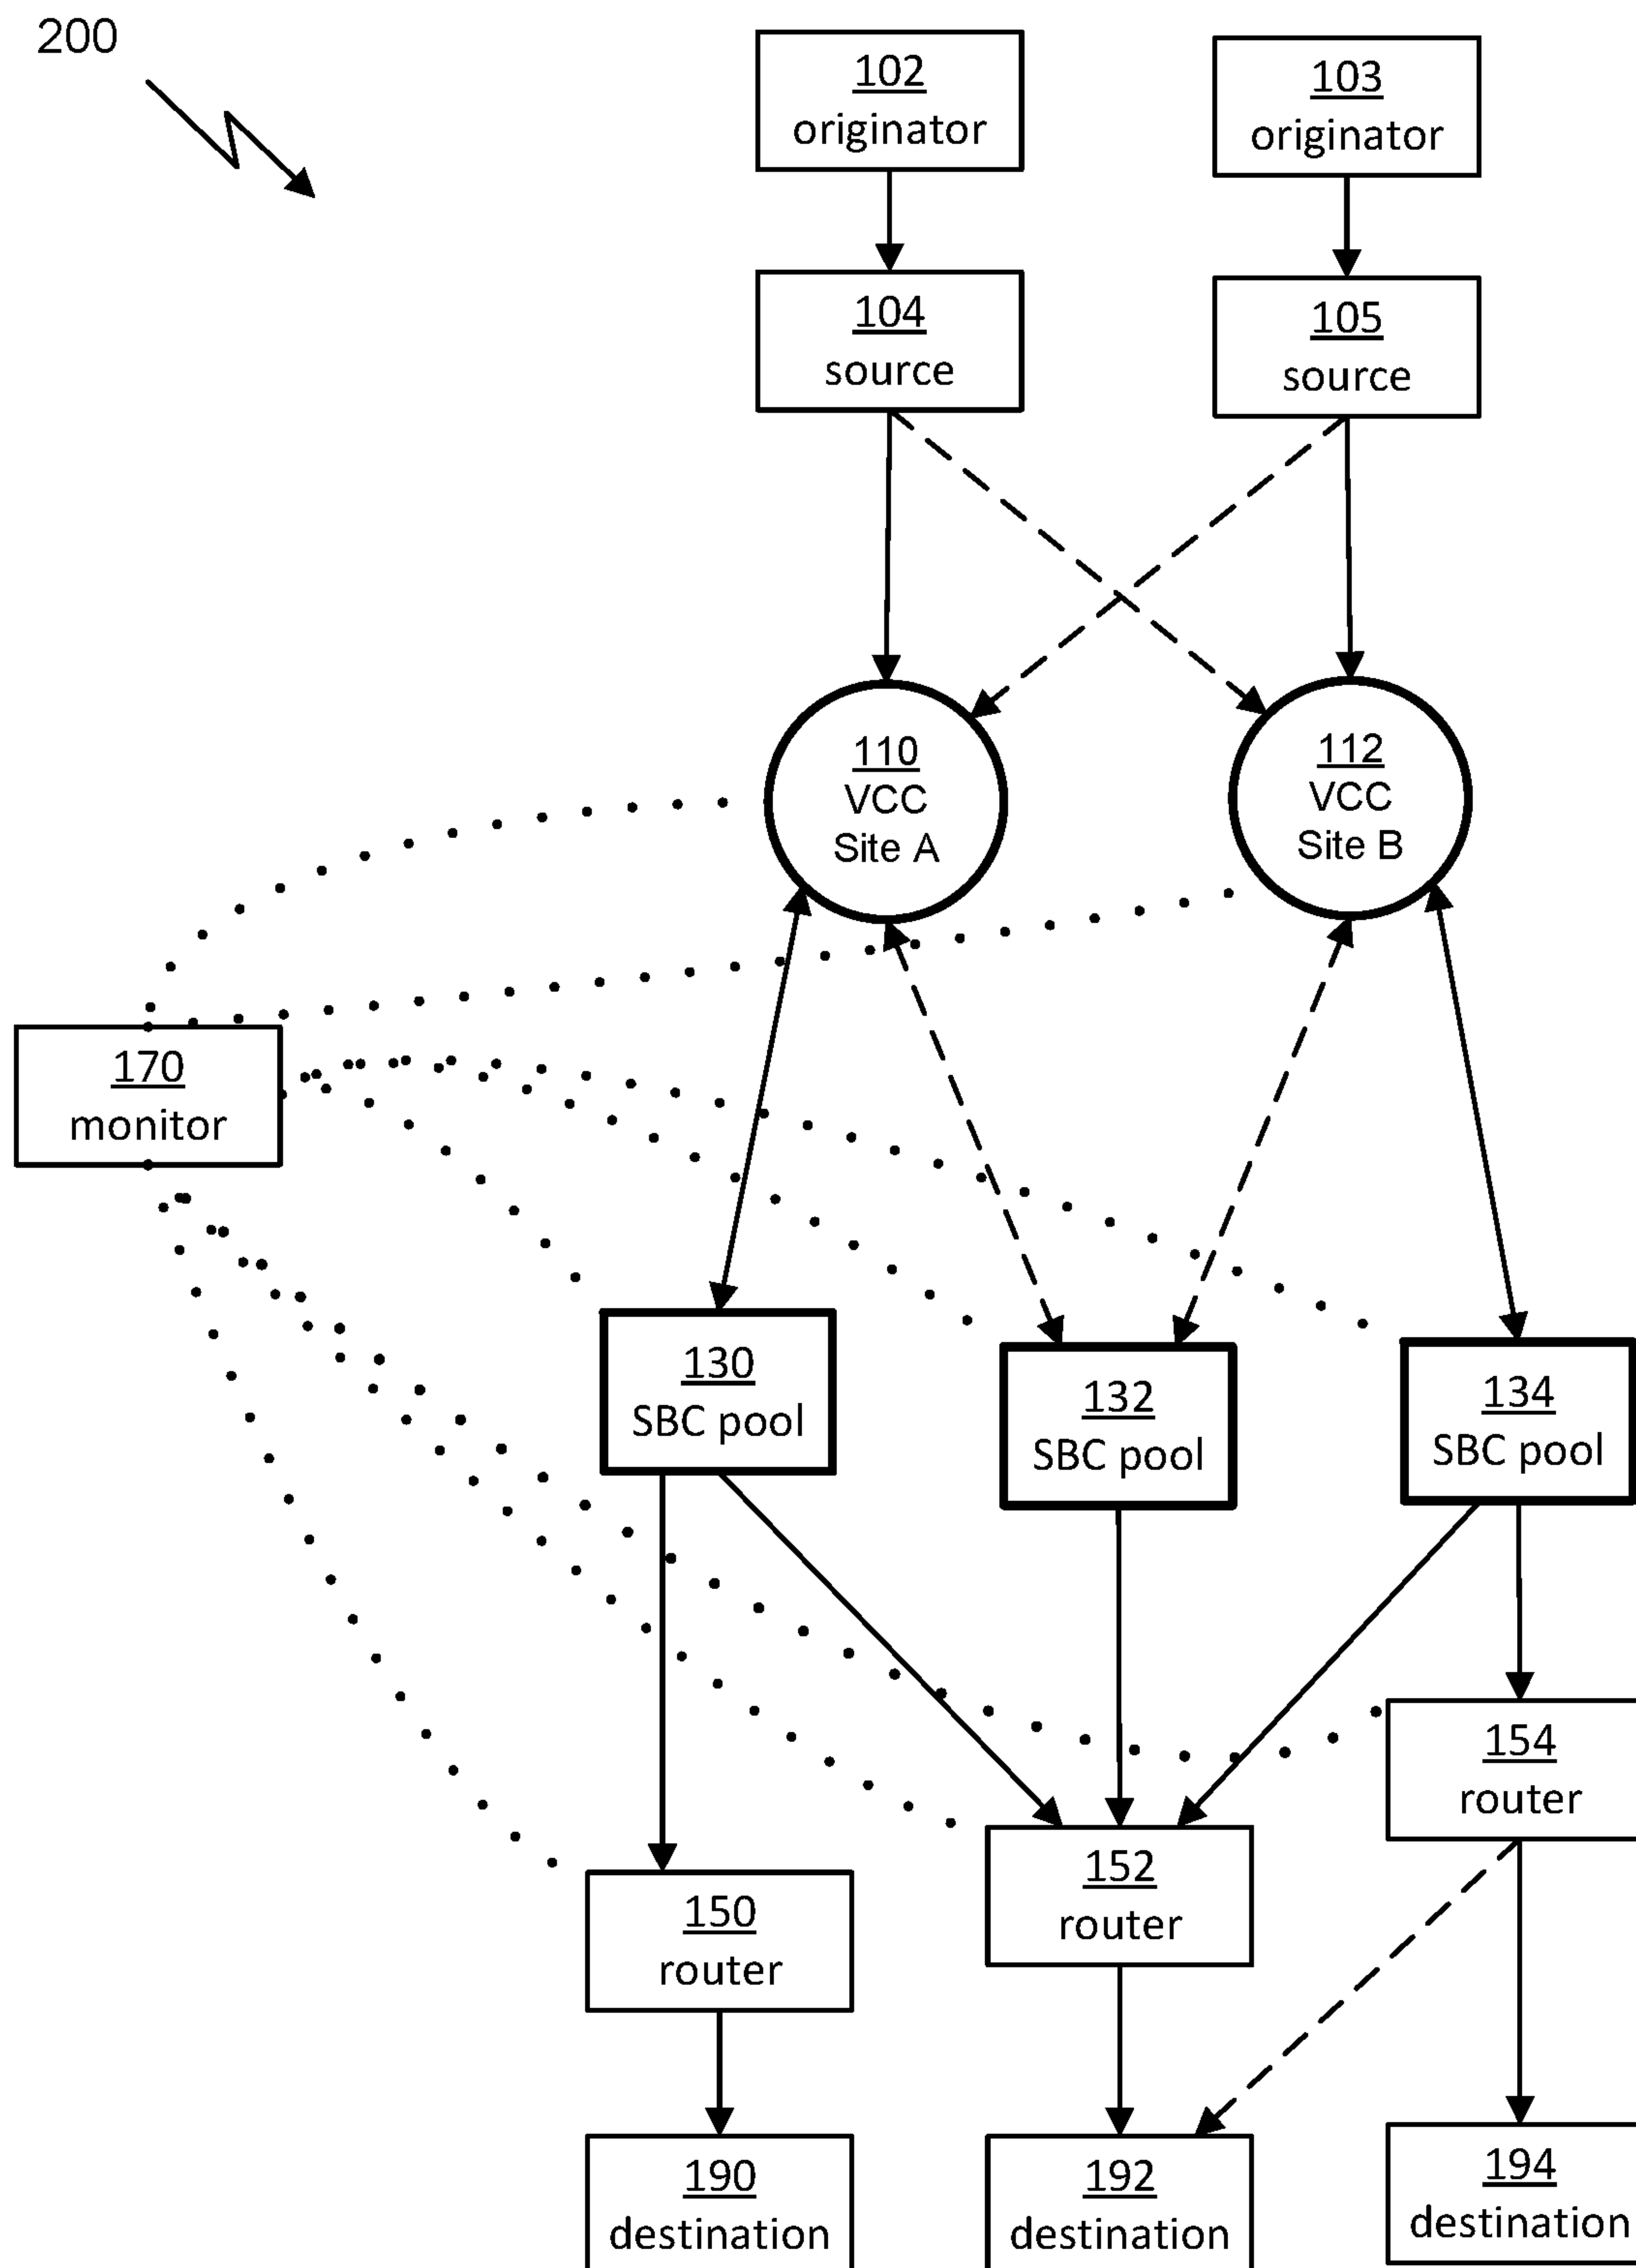 200
102
originator
103
originator
104
source
105
source
110
VCC
Site A
112
VCC
Site B
170
monitor
130
SBC pool
132
SBC pool
134
SBC pool
154
router
152
router
150
router
190
destination
192
destination
194
destination